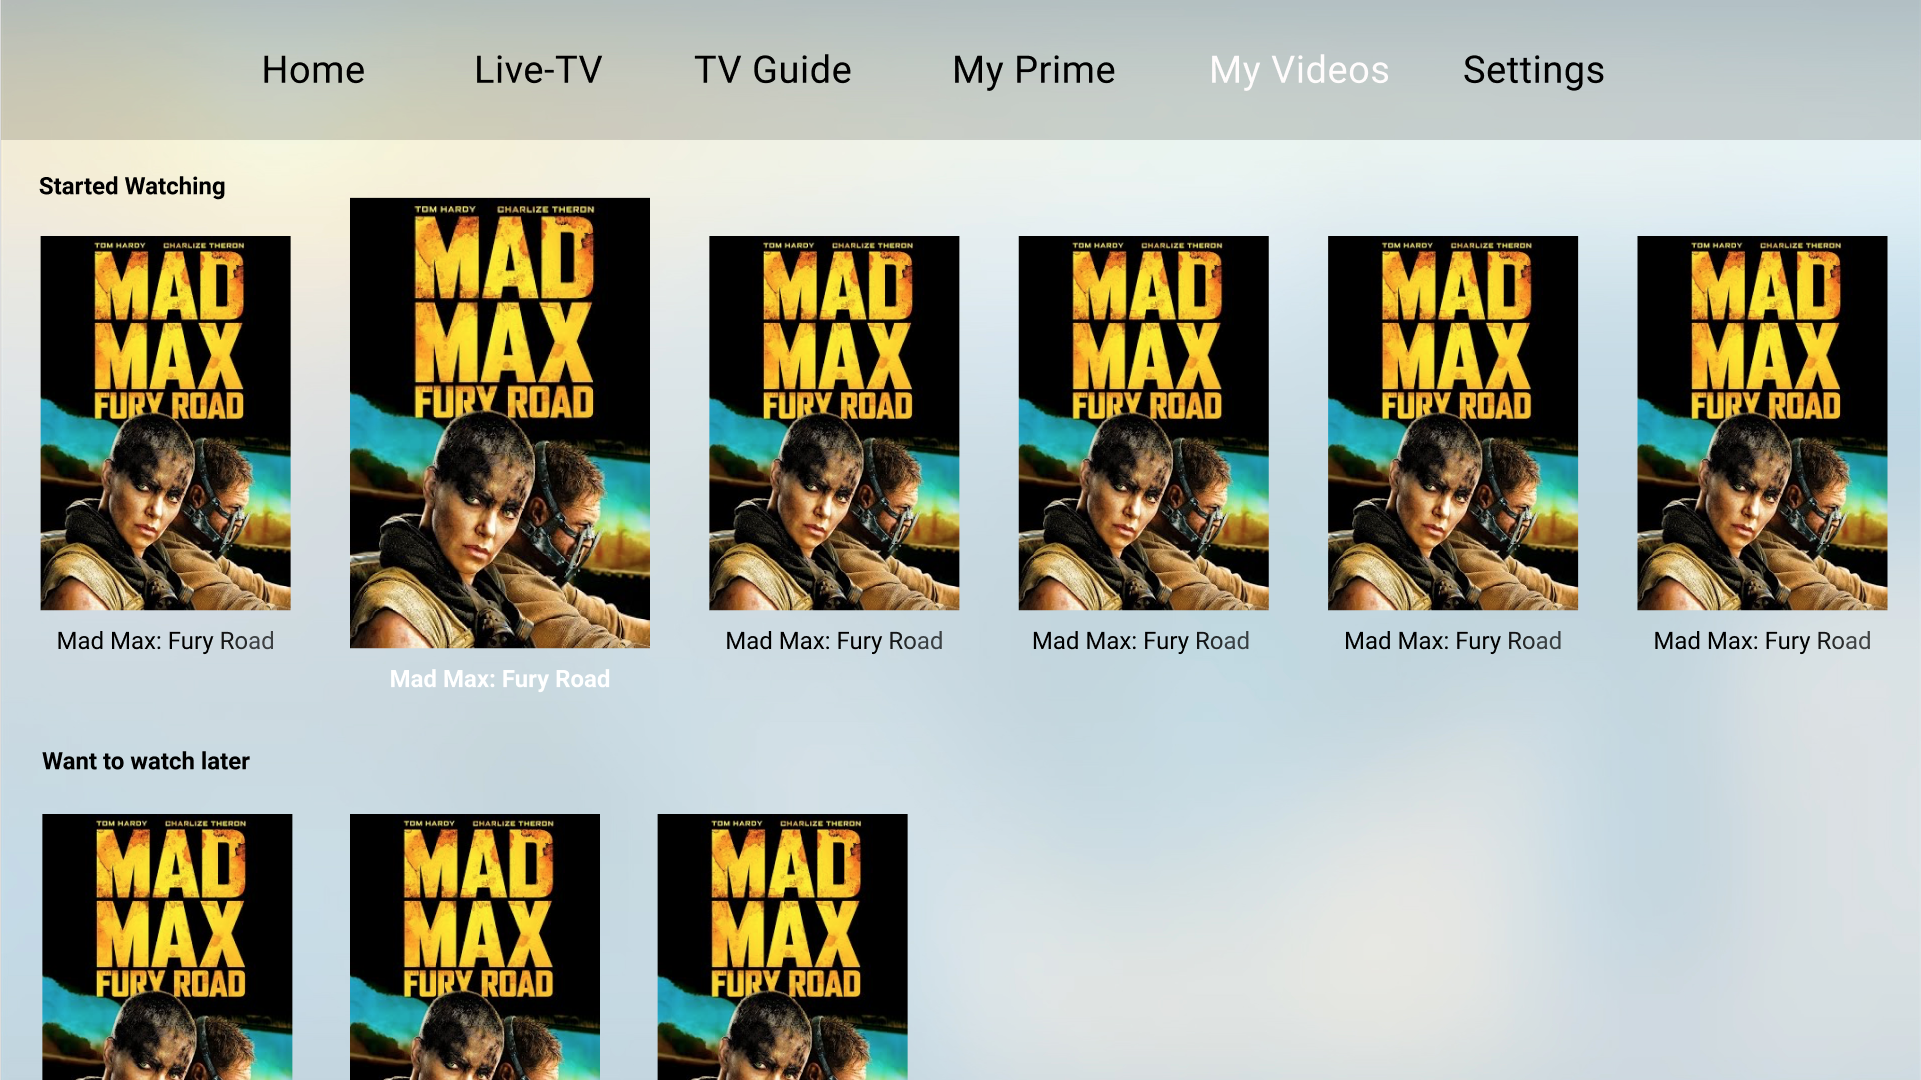 Home Live-TV TV Guide My Prime My Videos Settings
Started Watching
TOM HARDY CHARLIZE THERON
MAD
MAX
FURY ROAD
Mad Max: Fury Road
TOM HARDY CHARLIZE THERON
MAD
MAX
FURY ROAD
Mad Max: Fury Road
TOM HARDY CHARLIZE THERON
MAD
MAX
FURY ROAD
Mad Max: Fury Road
TOM HARDY CHARLIZE THERON
MAD
MAX
FURY ROAD
Mad Max: Fury Road
TOM HARDY CHARLIZE THERON
MAD
MAX
FURY ROAD
Mad Max: Fury Road
TOM HARDY CHARLIZE THERON
MAD
MAX
FURY ROAD
Mad Max: Fury Road
Want to watch later
TOM HARDY CHARLIZE THERON
MAD
MAX
FURY ROAD
TOM HARDY CHARLIZE THERON
MAD
MAX
FURY ROAD
TOM HARDY CHARLIZE THERON
MAD
MAX
FURY ROAD